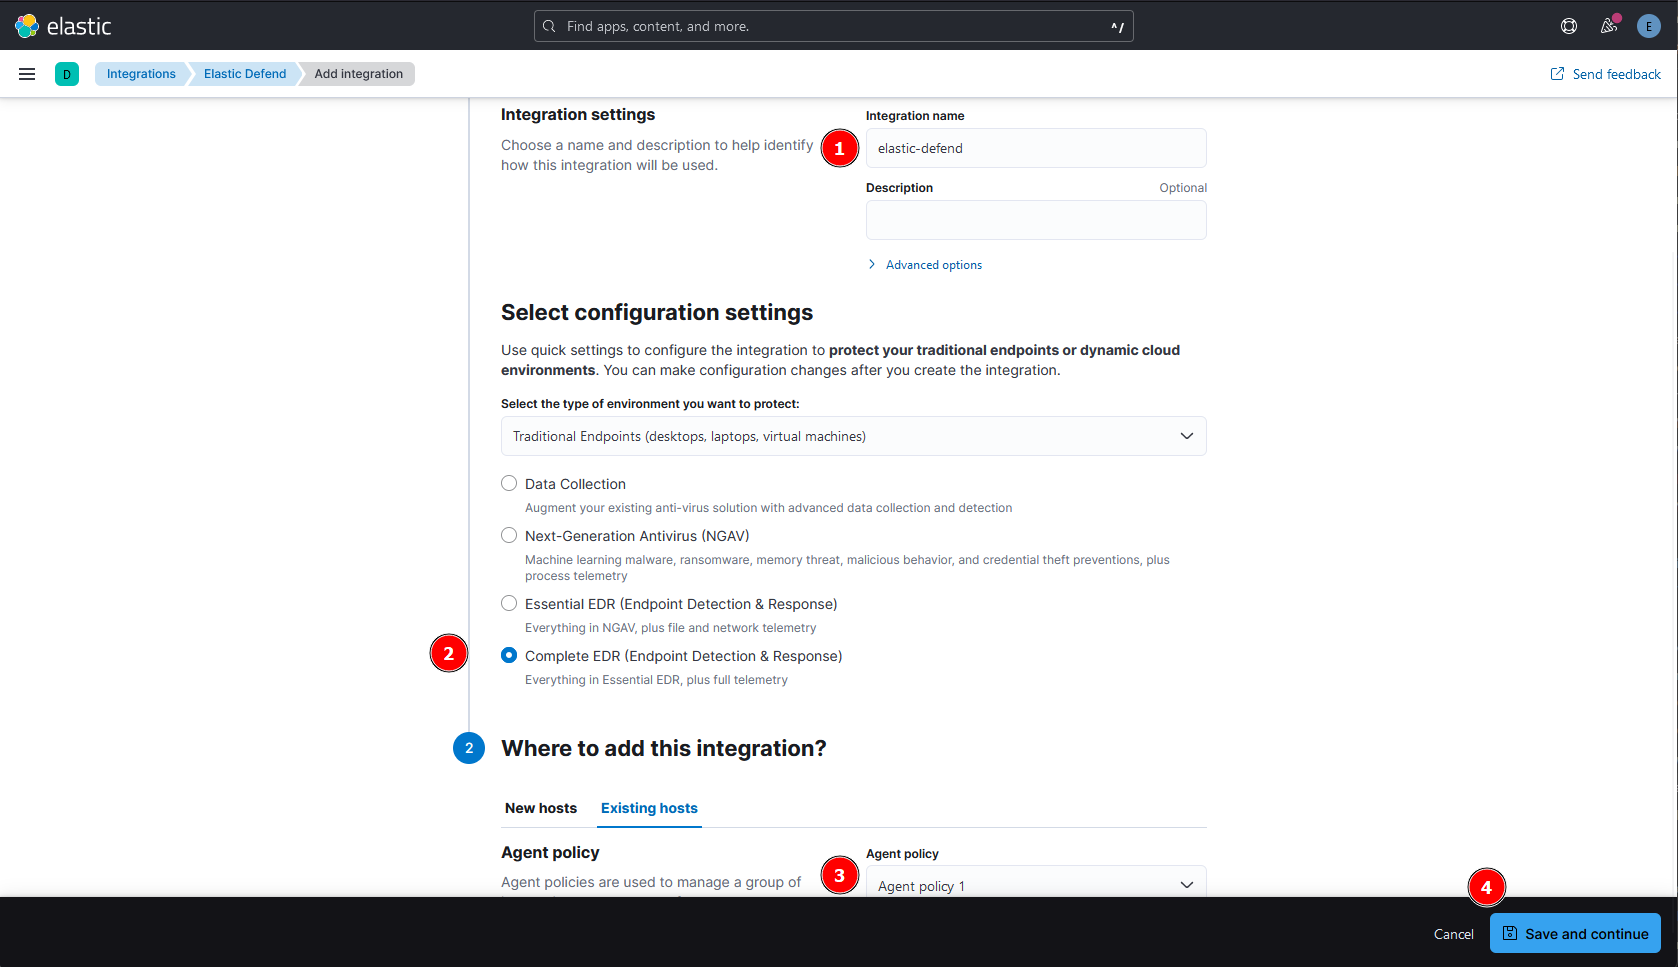 elastic
Find apps, content, and more.
^/
E
D
Integrations
Elastic Defend
Add integration
Send feedback
Integration settings
Choose a name and description to help identify
how this integration will be used.
1
Integration name
elastic-defend
Description
Optional
Advanced options
Select configuration settings
Use quick settings to configure the integration to protect your traditional endpoints or dynamic cloud
environments. You can make configuration changes after you create the integration.
Select the type of environment you want to protect:
Traditional Endpoints (desktops, laptops, virtual machines)
Data Collection
Augment your existing anti-virus solution with advanced data collection and detection
Next-Generation Antivirus (NGAV)
Machine learning malware, ransomware, memory threat, malicious behavior, and credential theft preventions, plus
process telemetry
Essential EDR (Endpoint Detection & Response)
Everything in NGAV, plus file and network telemetry
2
Complete EDR (Endpoint Detection & Response)
Everything in Essential EDR, plus full telemetry
2
Where to add this integration?
New hosts
Existing hosts
Agent policy
Agent policies are used to manage a group of
3
Agent policy
Agent policy 1
4
Cancel
Save and continue